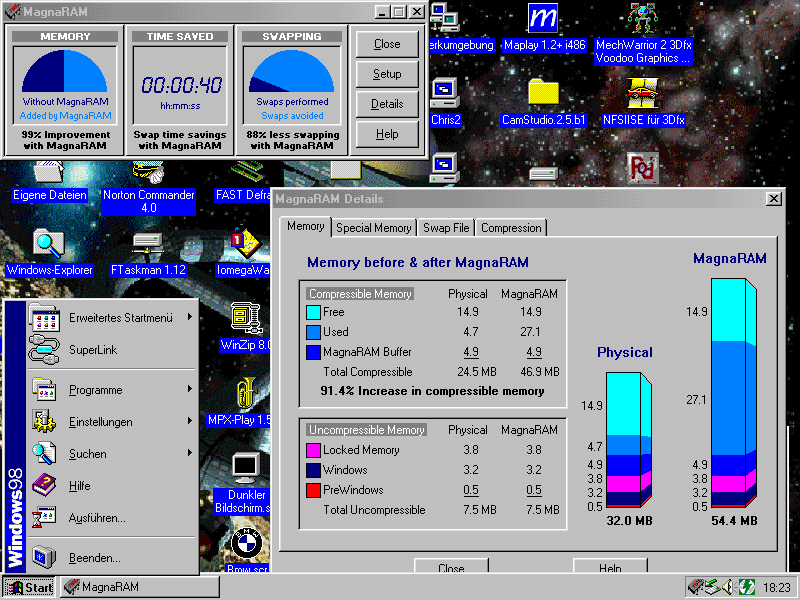 MagnaRAM
MEMORY
Without MagnaRAM
Added by MagnaRAM
99% Improvement
with MagnaRAM
TIME SAVED
00:00:40
hh:mm:ss
Swap time savings
with MagnaRAM
SWAPPING
Swaps performed
Swaps avoided
88% less swapping
with MagnaRAM
Close
Setup
Details
Help
erkumgebung
Maplay 1.2+ i486
MechWarrior 2 3Dfx
Voodoo Graphics ...
Chris2
CamStudio.2.5.b1
NFSIISE für 3Dfx
Eigene Dateien
Norton Commander
4.0
FAST Defra
Windows-Explorer
FTaskman 1.12
IomegaWa
WinZip 8.0
MPX-Play 1.5
Dunkler
Bildschirm.s
BMW
Bmw.scr
MagnaRAM Details
Memory
Special Memory
Swap File
Compression
Memory before & after MagnaRAM
Compressible Memory Physical MagnaRAM
Free 14.9 14.9
Used 4.7 27.1
MagnaRAM Buffer 4.9 4.9
Total Compressible 24.5 MB 46.9 MB
91.4% Increase in compressible memory
Uncompressible Memory Physical MagnaRAM
Locked Memory 3.8 3.8
Windows 3.2 3.2
PreWindows 0.5 0.5
Total Uncompressible 7.5 MB 7.5 MB
Physical
14.9
4.7
4.9
3.8
3.2
0.5
32.0 MB
MagnaRAM
14.9
27.1
4.9
3.8
3.2
0.5
54.4 MB
Close
Help
Windows98
Erweitertes Startmenü
SuperLink
Programme
Einstellungen
Suchen
Hilfe
Ausführen...
Beenden...
Start
MagnaRAM
18:23